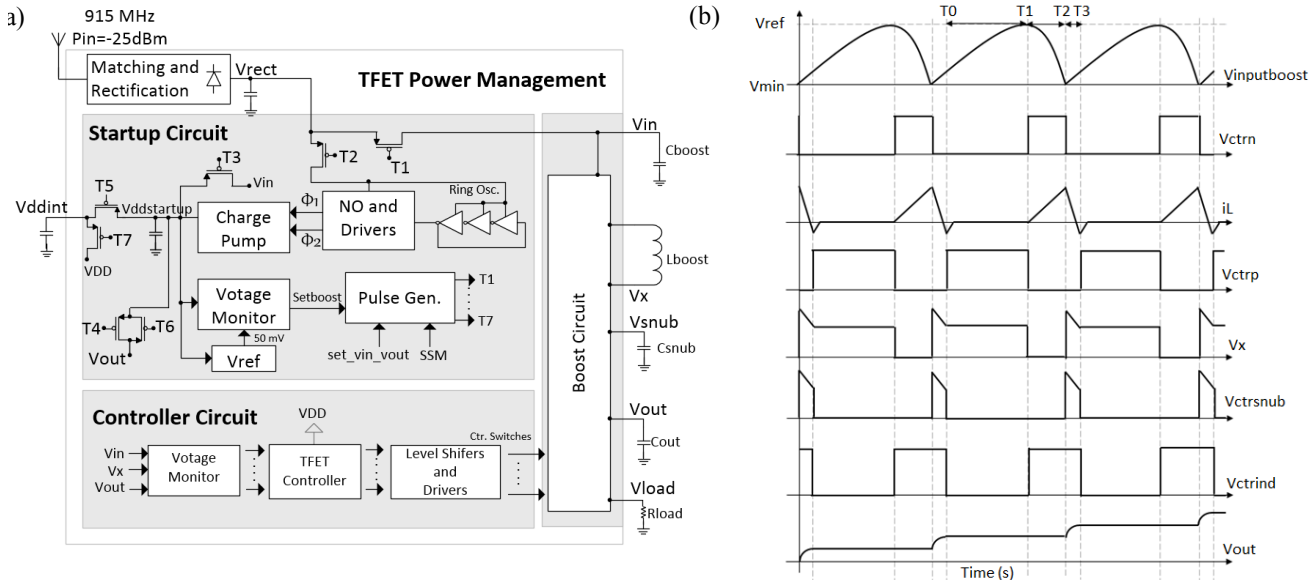 a)
915 MHz
Pin=-25dBm
Matching and
Rectification
Vrect
TFET Power Management
Startup Circuit
T3
Vin
T2
T1
Vin
Cboost
T5
Vddint
Vddstartup
T7
VDD
Charge
Pump
Φ1
Φ2
NO and
Drivers
Ring Osc.
Lboost
Vx
Votage
Monitor
Setboost
Pulse Gen.
T1
T7
T4
T6
Vout
50 mV
Vref
set_vin_vout
SSM
Boost Circuit
Vsnub
Csnub
Controller Circuit
VDD
Ctr. Switches
Vin
Vx
Vout
Votage
Monitor
TFET
Controller
Level Shifers
and
Drivers
Vout
Cout
Vload
Rload
(b)
T0
T1
T2
T3
Vref
Vmin
Vinputboost
Vctrn
iL
Vctrp
Vx
Vctrsnub
Vctrind
Vout
Time (s)